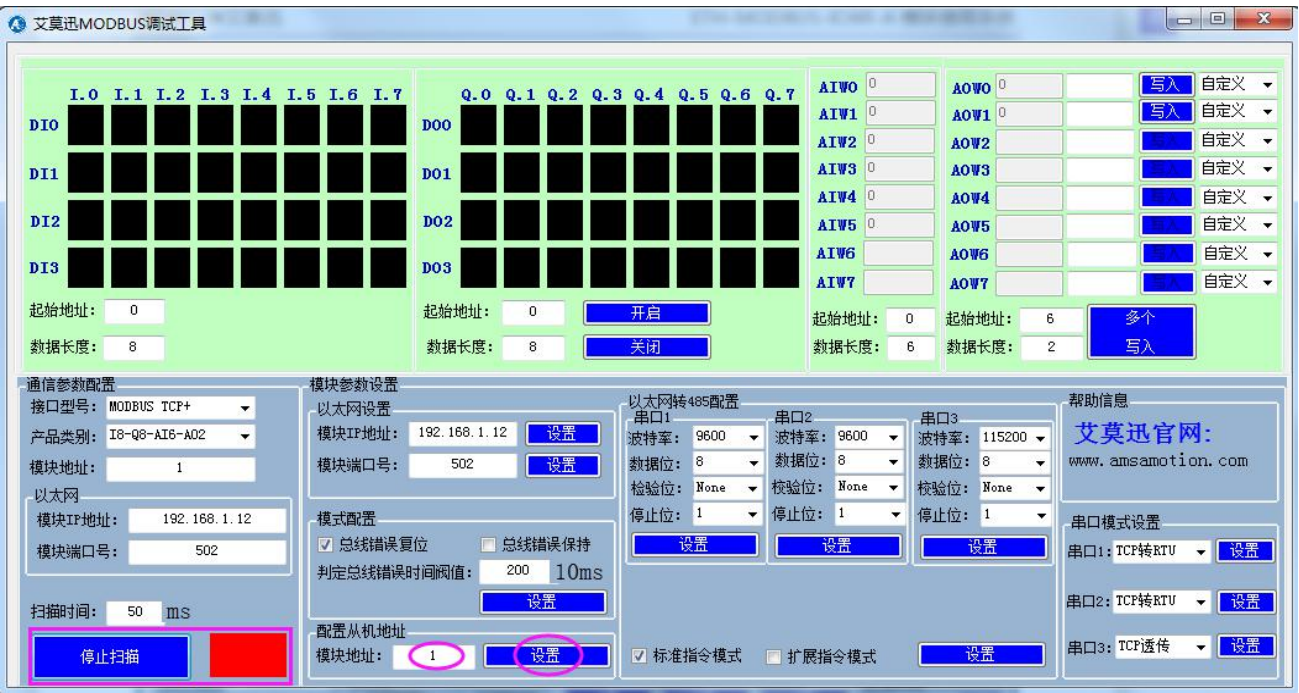 艾莫迅MODBUS调试工具
I.0 I.1 I.2 I.3 I.4 I.5 I.6 I.7
DI0
DI1
DI2
DI3
起始地址: 0
数据长度: 8
Q.0 Q.1 Q.2 Q.3 Q.4 Q.5 Q.6 Q.7
DO0
DO1
DO2
DO3
起始地址: 0 开启
数据长度: 8 关闭
AIW0 0
AIW1 0
AIW2 0
AIW3 0
AIW4 0
AIW5 0
AIW6
AIW7
起始地址: 0
数据长度: 6
AOW0 0 写入 自定义
AOW1 0 写入 自定义
AOW2 写入 自定义
AOW3 写入 自定义
AOW4 写入 自定义
AOW5 写入 自定义
AOW6 写入 自定义
AOW7 写入 自定义
起始地址: 6
数据长度: 2
多个
写入
通信参数配置
接口型号: MODBUS TCP+
产品类别: I8-Q8-AI6-AO2
模块地址: 1
以太网
模块IP地址: 192.168.1.12
模块端口号: 502
扫描时间: 50 ms
停止扫描
模块参数设置
以太网设置
模块IP地址: 192.168.1.12 设置
模块端口号: 502 设置
模式配置
总线错误复位 总线错误保持
判定总线错误时间阀值: 200 10ms
设置
配置从机地址
模块地址: 1 设置
以太网转485配置
串口1
波特率: 9600
数据位: 8
检验位: None
停止位: 1
设置
串口2
波特率: 9600
数据位: 8
校验位: None
停止位: 1
设置
串口3
波特率: 115200
数据位: 8
校验位: None
停止位: 1
设置
标准指令模式 扩展指令模式 设置
帮助信息
艾莫迅官网:
www.amsamotion.com
串口模式设置
串口1: TCP转RTU 设置
串口2: TCP转RTU 设置
串口3: TCP透传 设置